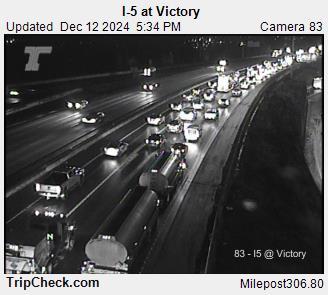 I-5 at Victory
Updated  Dec 12 2024  5:34 PM
Camera 83
T
83 - I5 @ Victory
TripCheck.com
Milepost306.80